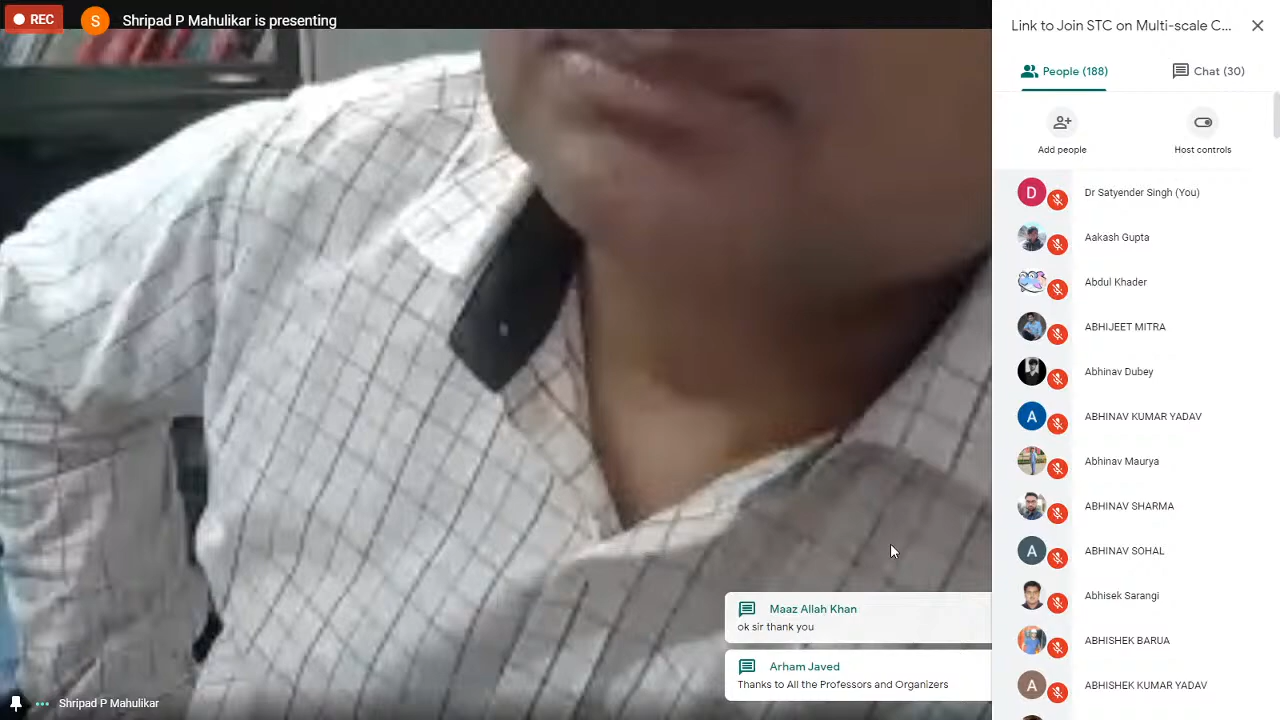 REC
S
Shripad P Mahulikar is presenting
Link to Join STC on Multi-scale C...
People (188)
Chat (30)
Add people
Host controls
D
Dr Satyender Singh (You)
Aakash Gupta
Abdul Khader
ABHIJEET MITRA
Abhinav Dubey
A
ABHINAV KUMAR YADAV
Abhinav Maurya
ABHINAV SHARMA
A
ABHINAV SOHAL
Abhisek Sarangi
ABHISHEK BARUA
A
ABHISHEK KUMAR YADAV
Maaz Allah Khan
ok sir thank you
Arham Javed
Thanks to All the Professors and Organizers
Shripad P Mahulikar